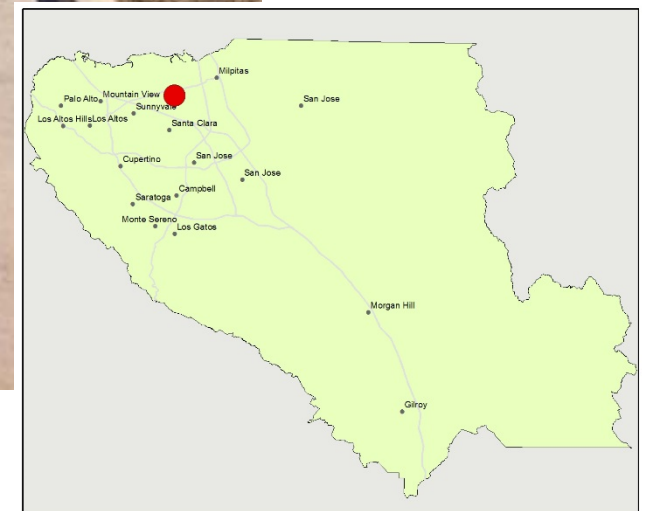 Milpitas
Palo Alto
Mountain View
San Jose
Sunnyvale
Los Altos Hills
Los Altos
Santa Clara
Cupertino
San Jose
San Jose
Saratoga
Campbell
Monte Sereno
Los Gatos
Morgan Hill
Gilroy